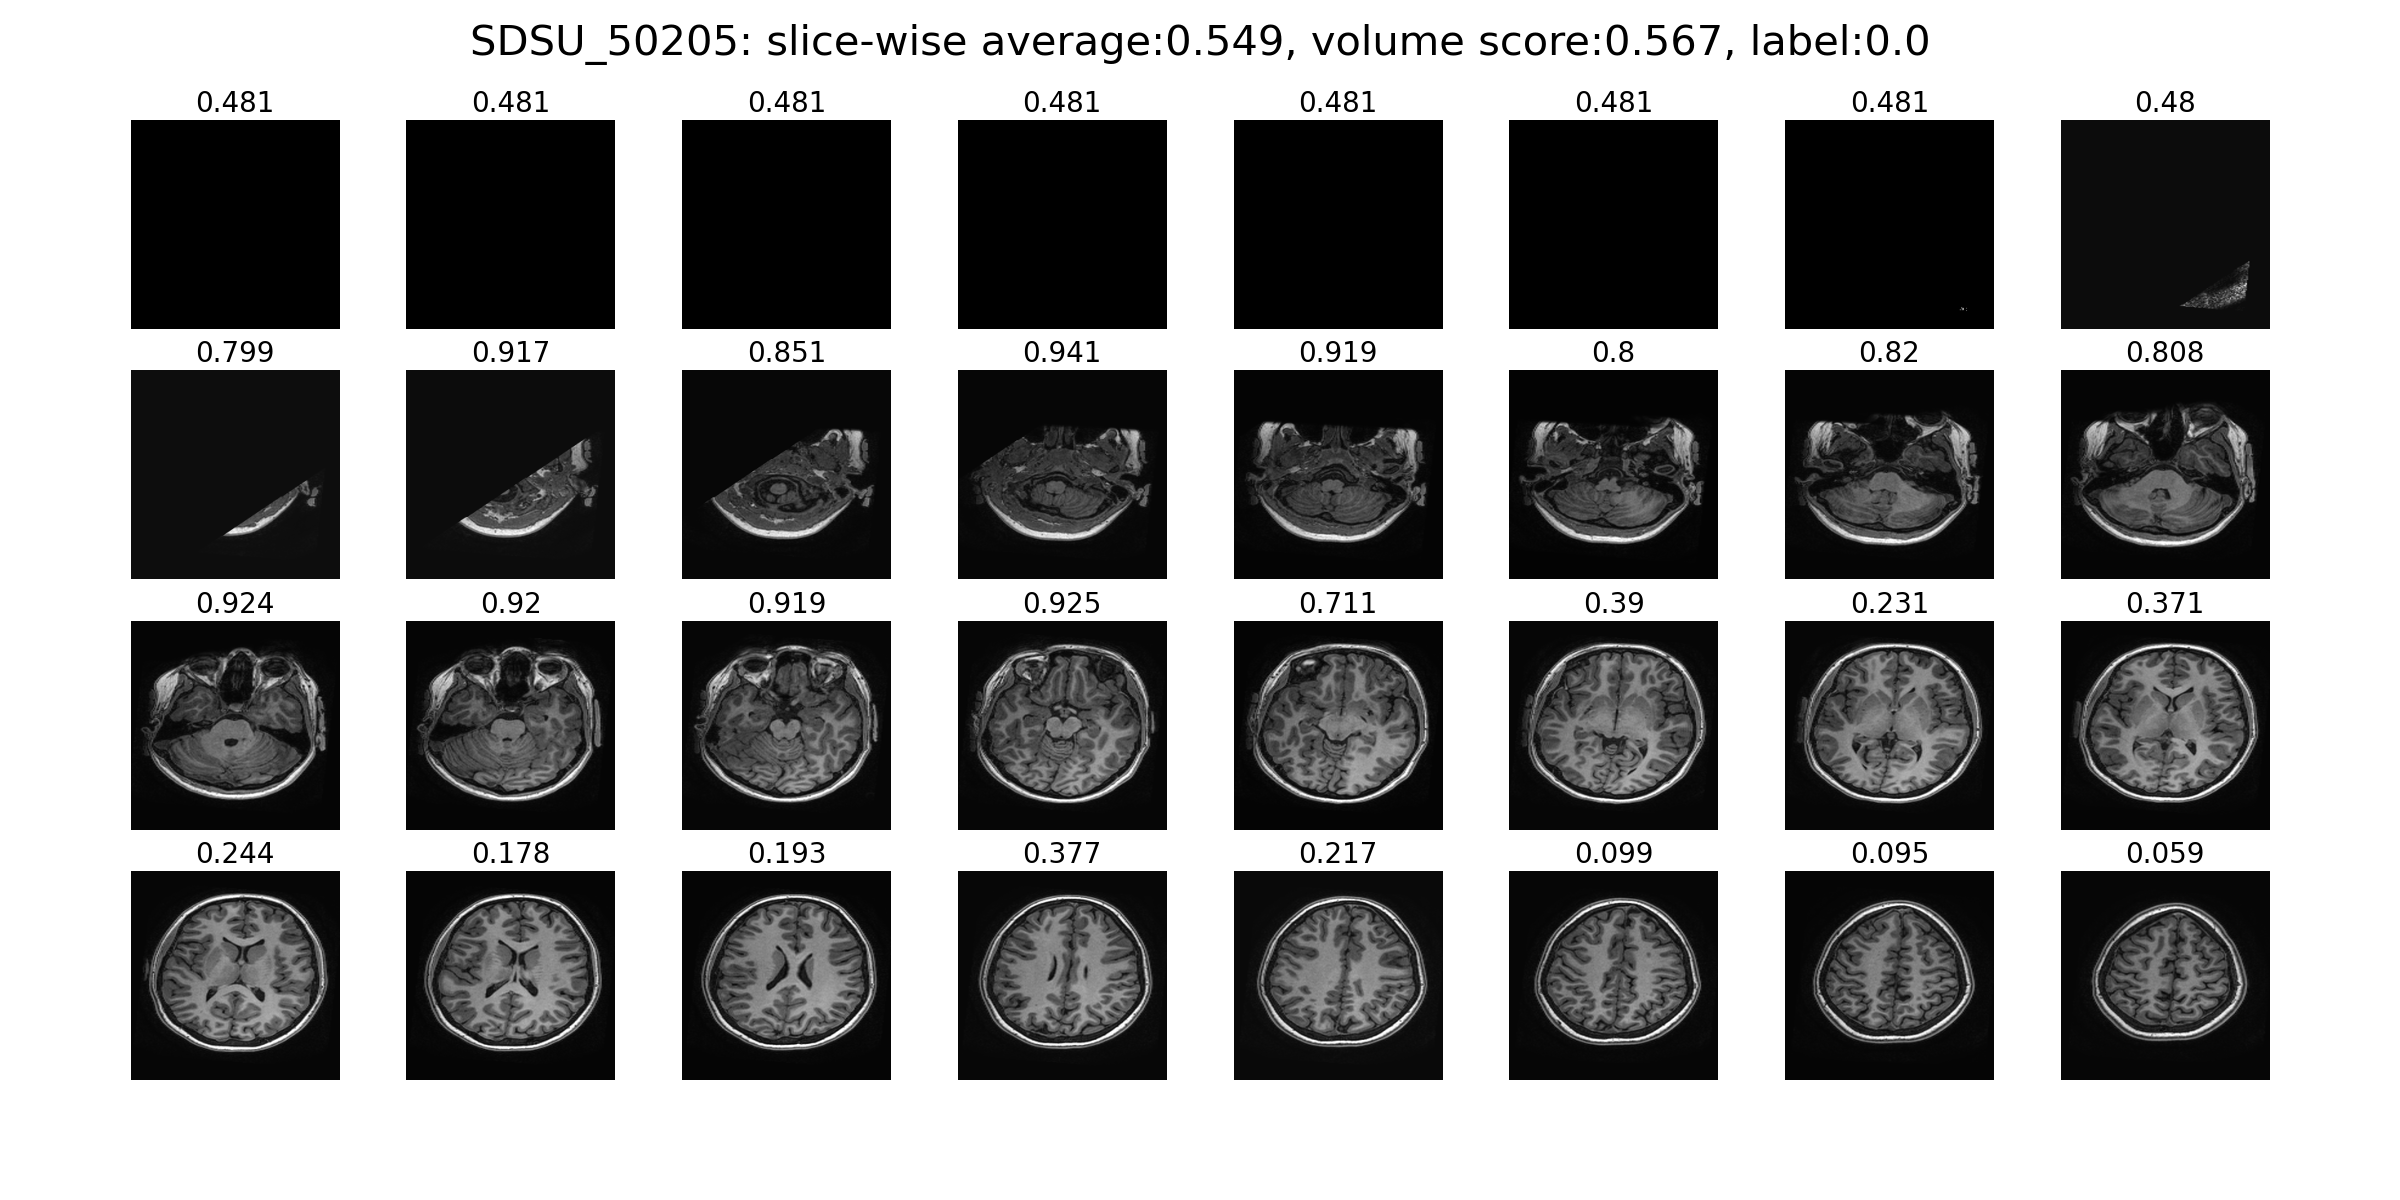 SDSU_50205: slice-wise average:0.549, volume score:0.567, label:0.0
0.481 0.481 0.481 0.481 0.481 0.481 0.481 0.48
0.799 0.917 0.851 0.941 0.919 0.8 0.82 0.808
0.924 0.92 0.919 0.925 0.711 0.39 0.231 0.371
0.244 0.178 0.193 0.377 0.217 0.099 0.095 0.059